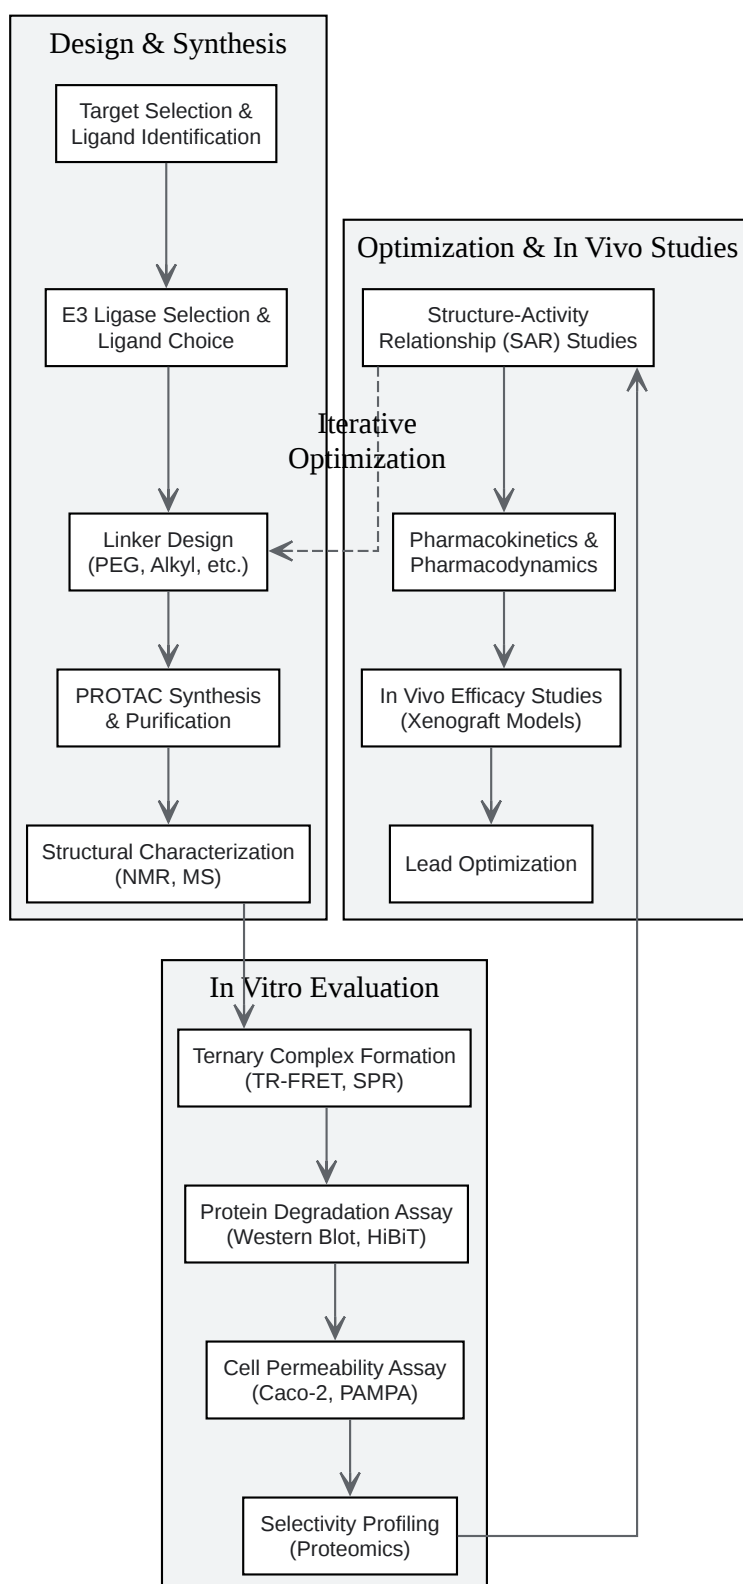 Design & Synthesis
Target Selection &
Ligand Identification
E3 Ligase Selection &
Ligand Choice
Linker Design
(PEG, Alkyl, etc.)
PROTAC Synthesis
& Purification
Structural Characterization
(NMR, MS)
Optimization & In Vivo Studies
Structure-Activity
Relationship (SAR) Studies
Iterative
Optimization
Pharmacokinetics &
Pharmacodynamics
In Vivo Efficacy Studies
(Xenograft Models)
Lead Optimization
In Vitro Evaluation
Ternary Complex Formation
(TR-FRET, SPR)
Protein Degradation Assay
(Western Blot, HiBiT)
Cell Permeability Assay
(Caco-2, PAMPA)
Selectivity Profiling
(Proteomics)